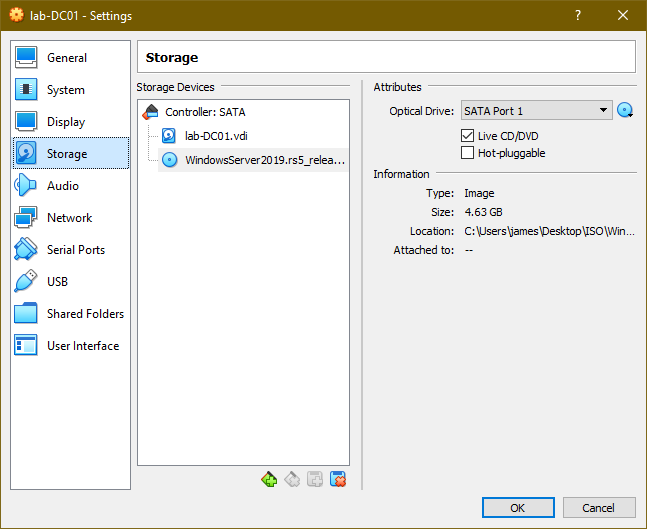 lab-DC01 - Settings
?
General
System
Display
Storage
Audio
Network
Serial Ports
USB
Shared Folders
User Interface
Storage
Storage Devices
Controller: SATA
lab-DC01.vdi
WindowsServer2019.rs5_relea...
Attributes
Optical Drive: SATA Port 1
Live CD/DVD
Hot-pluggable
Information
Type: Image
Size: 4.63 GB
Location: C:\Users\james\Desktop\ISO\Win...
Attached to: --
OK
Cancel